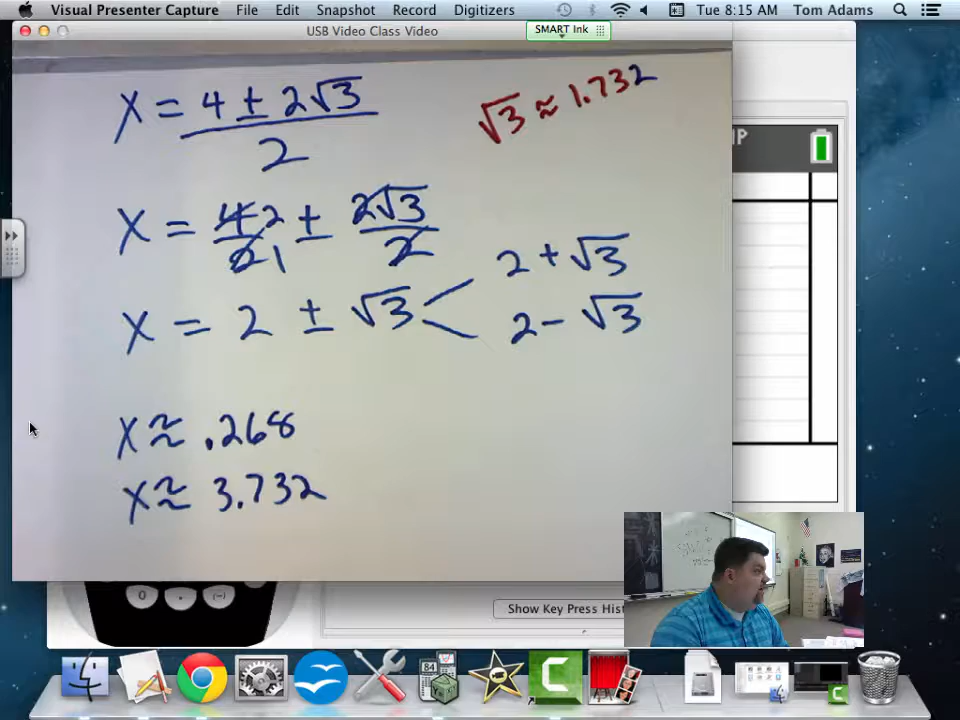 Visual Presenter Capture File Edit Snapshot Record Digitizers Tue 8:15 AM Tom Adams
USB Video Class Video
SMART Ink
x = 4 ± 2√3
2
√3 ≈ 1.732
x = 4 2 ± 2√3
2 1 2
x = 2 ± √3 < 2 + √3
2 - √3
x ≈ .268
x ≈ 3.732
0 . (-)
Show Key Press Hist
84